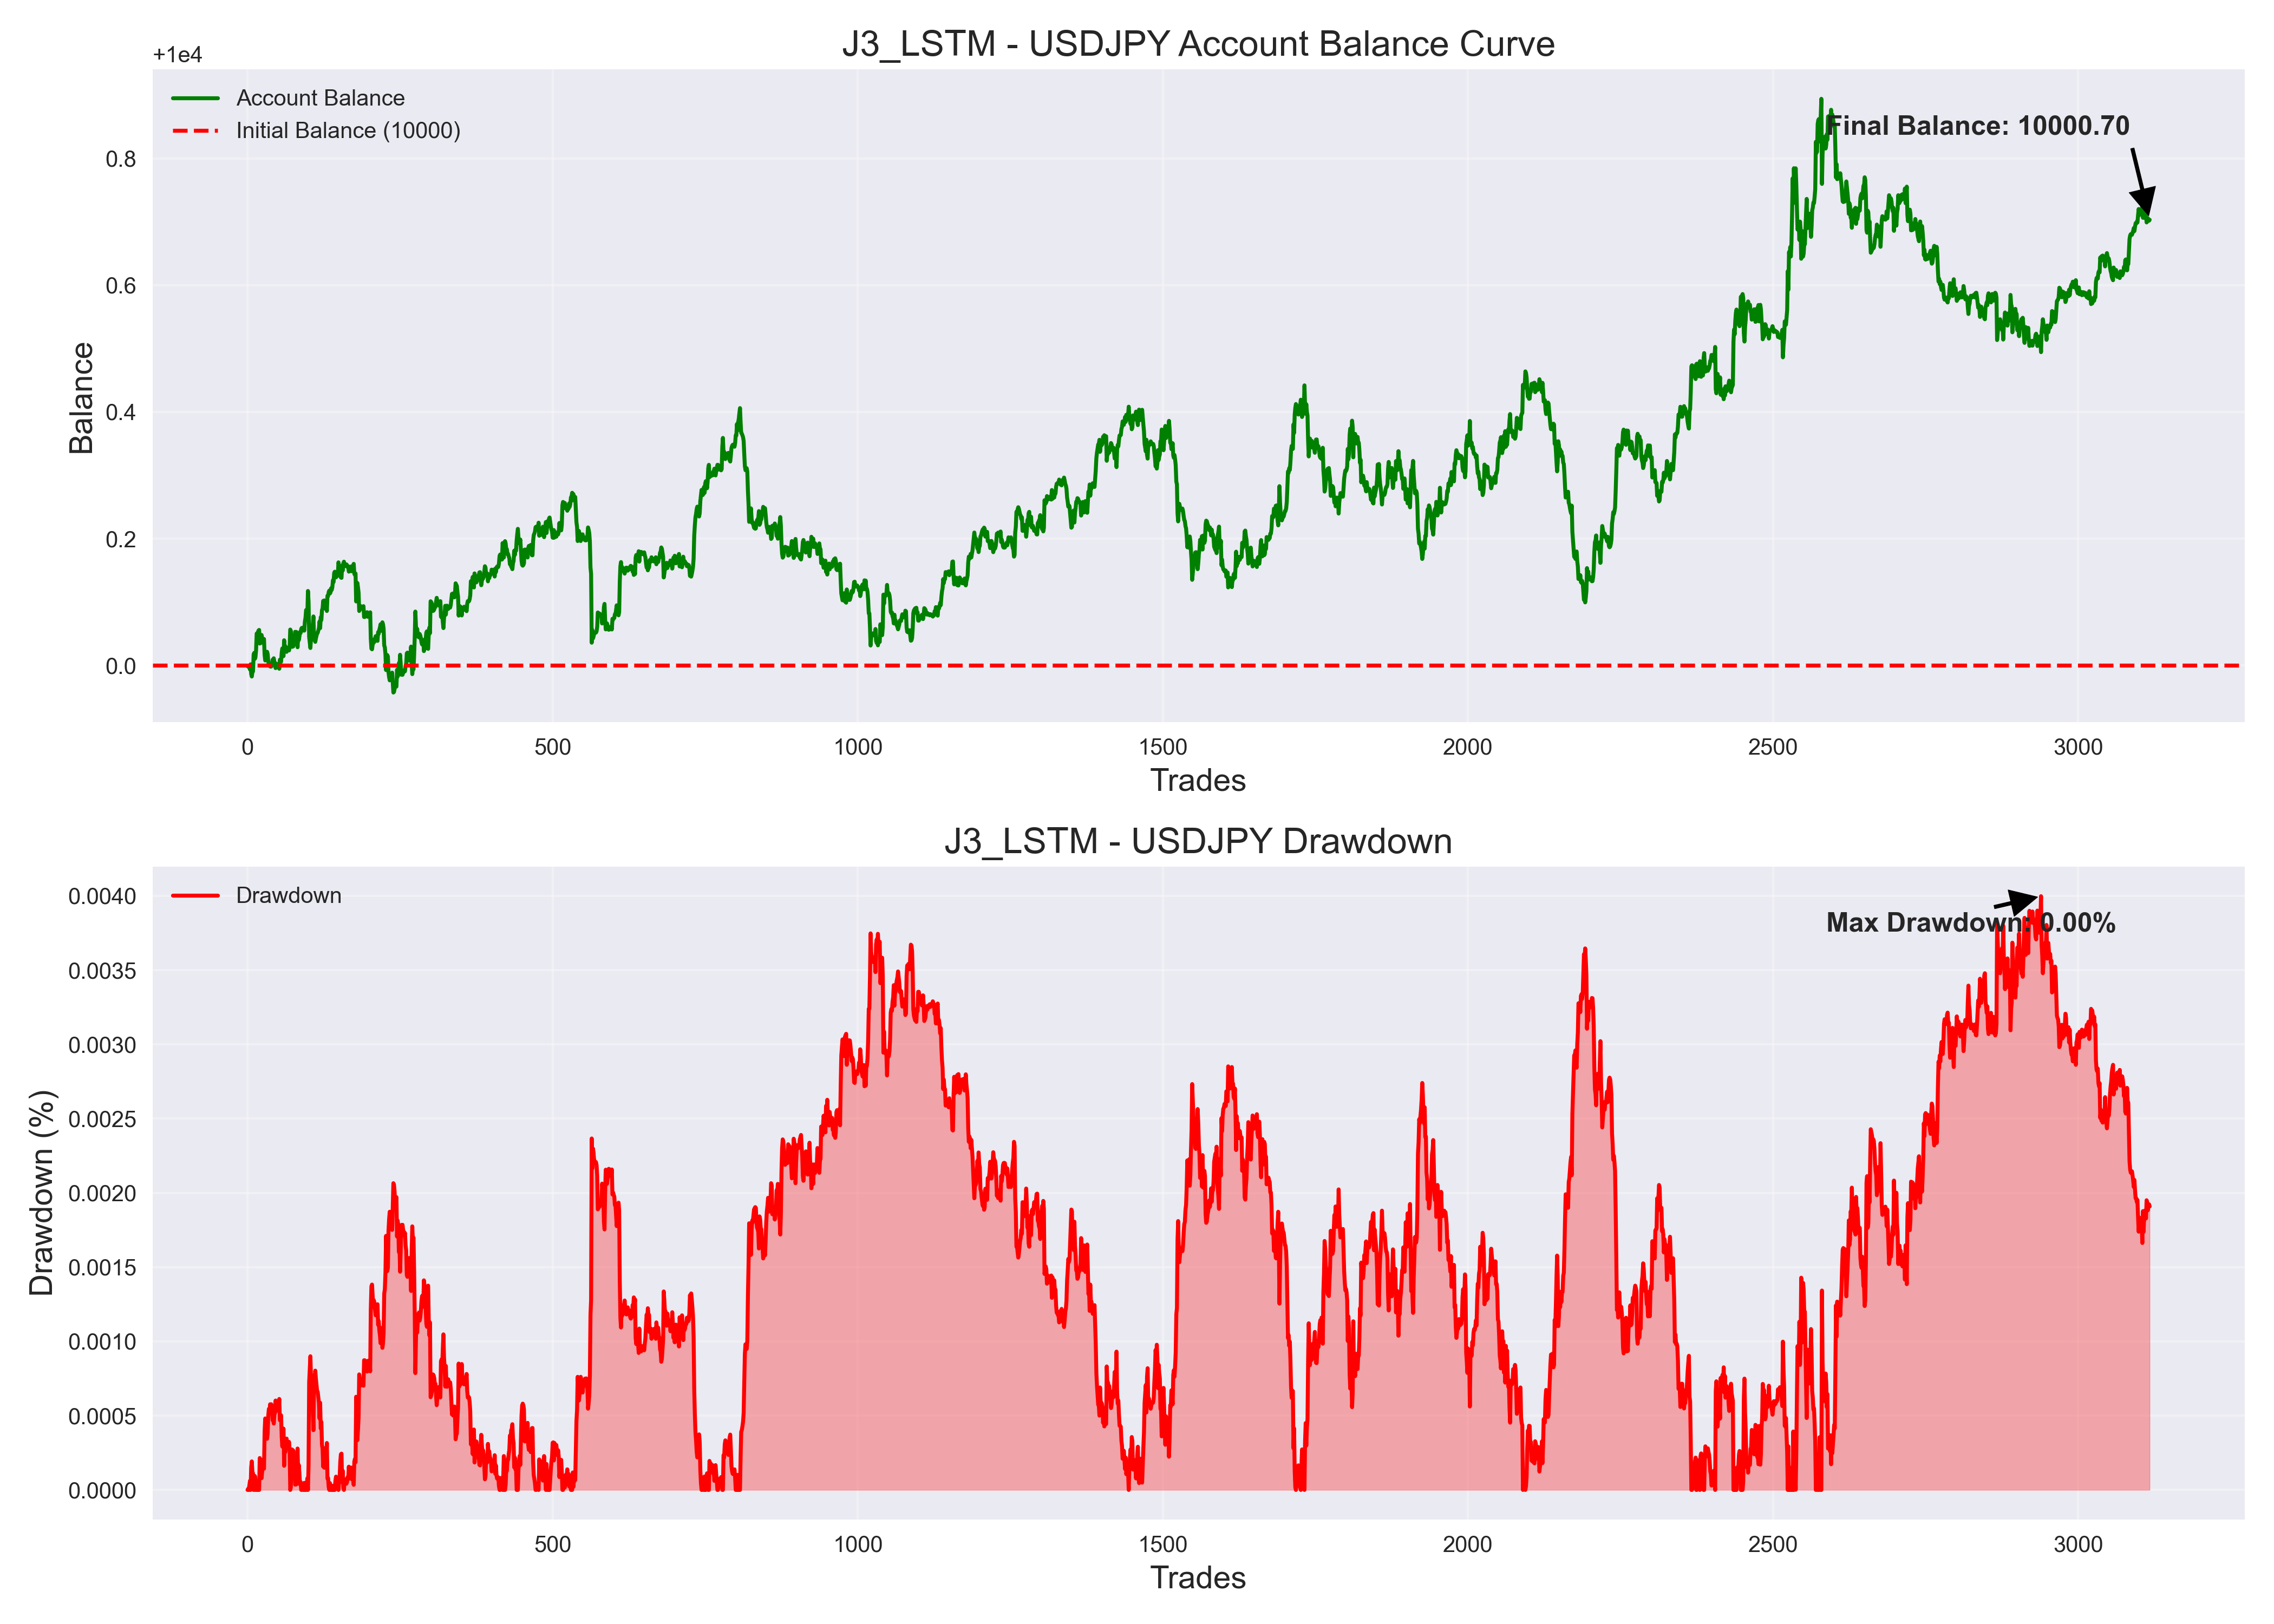 J3_LSTM - USDJPY Account Balance Curve
+1e4
Account Balance
Initial Balance (10000)
Final Balance: 10000.70
0.8
0.6
0.4
0.2
0.0
Balance
0 500 1000 1500 2000 2500 3000
Trades
J3_LSTM - USDJPY Drawdown
Drawdown
Max Drawdown: 0.00%
0.0040
0.0035
0.0030
0.0025
0.0020
0.0015
0.0010
0.0005
0.0000
Drawdown (%)
0 500 1000 1500 2000 2500 3000
Trades